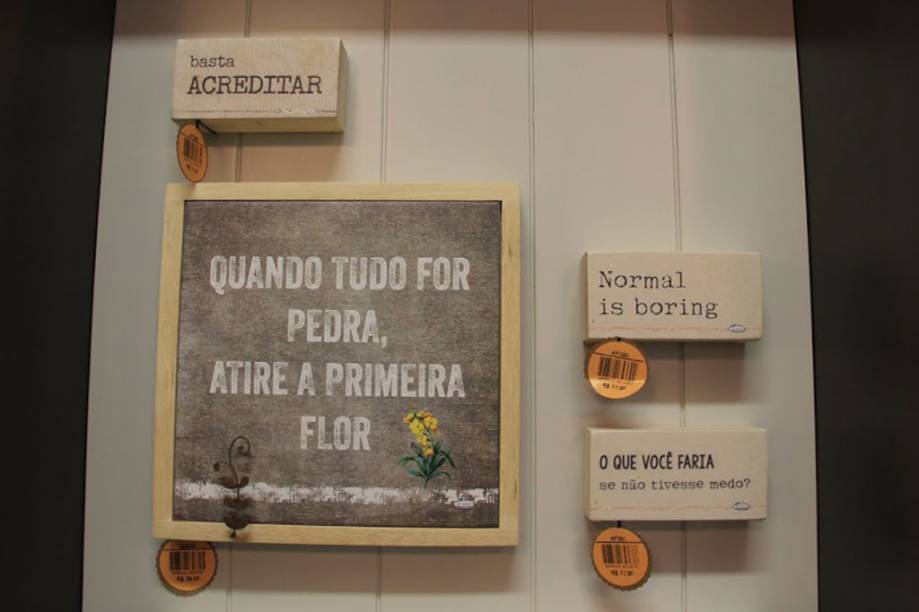 basta
ACREDITAR
QUANDO TUDO FOR
PEDRA,
ATIRE A PRIMEIRA
FLOR
Normal
is boring
O QUE VOCÊ FARIA
se não tivesse medo?